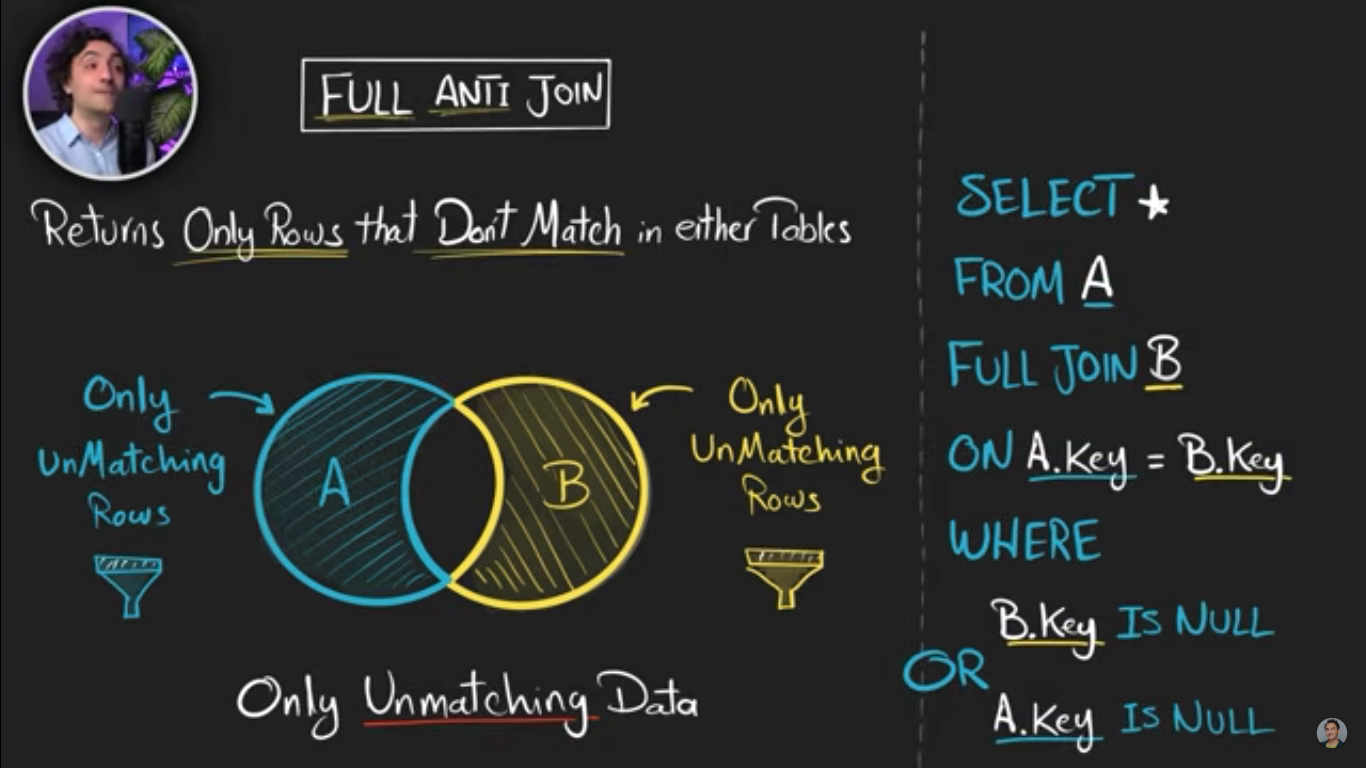 FULL ANTI JOIN
Returns Only Rows that Don't Match in either Tables
Only
UnMatching
Rows
A
B
Only
UnMatching
Rows
Only Unmatching Data
SELECT *
FROM A
FULL JOIN B
ON A.Key = B.Key
WHERE
B.Key IS NULL
OR
A.Key IS NULL